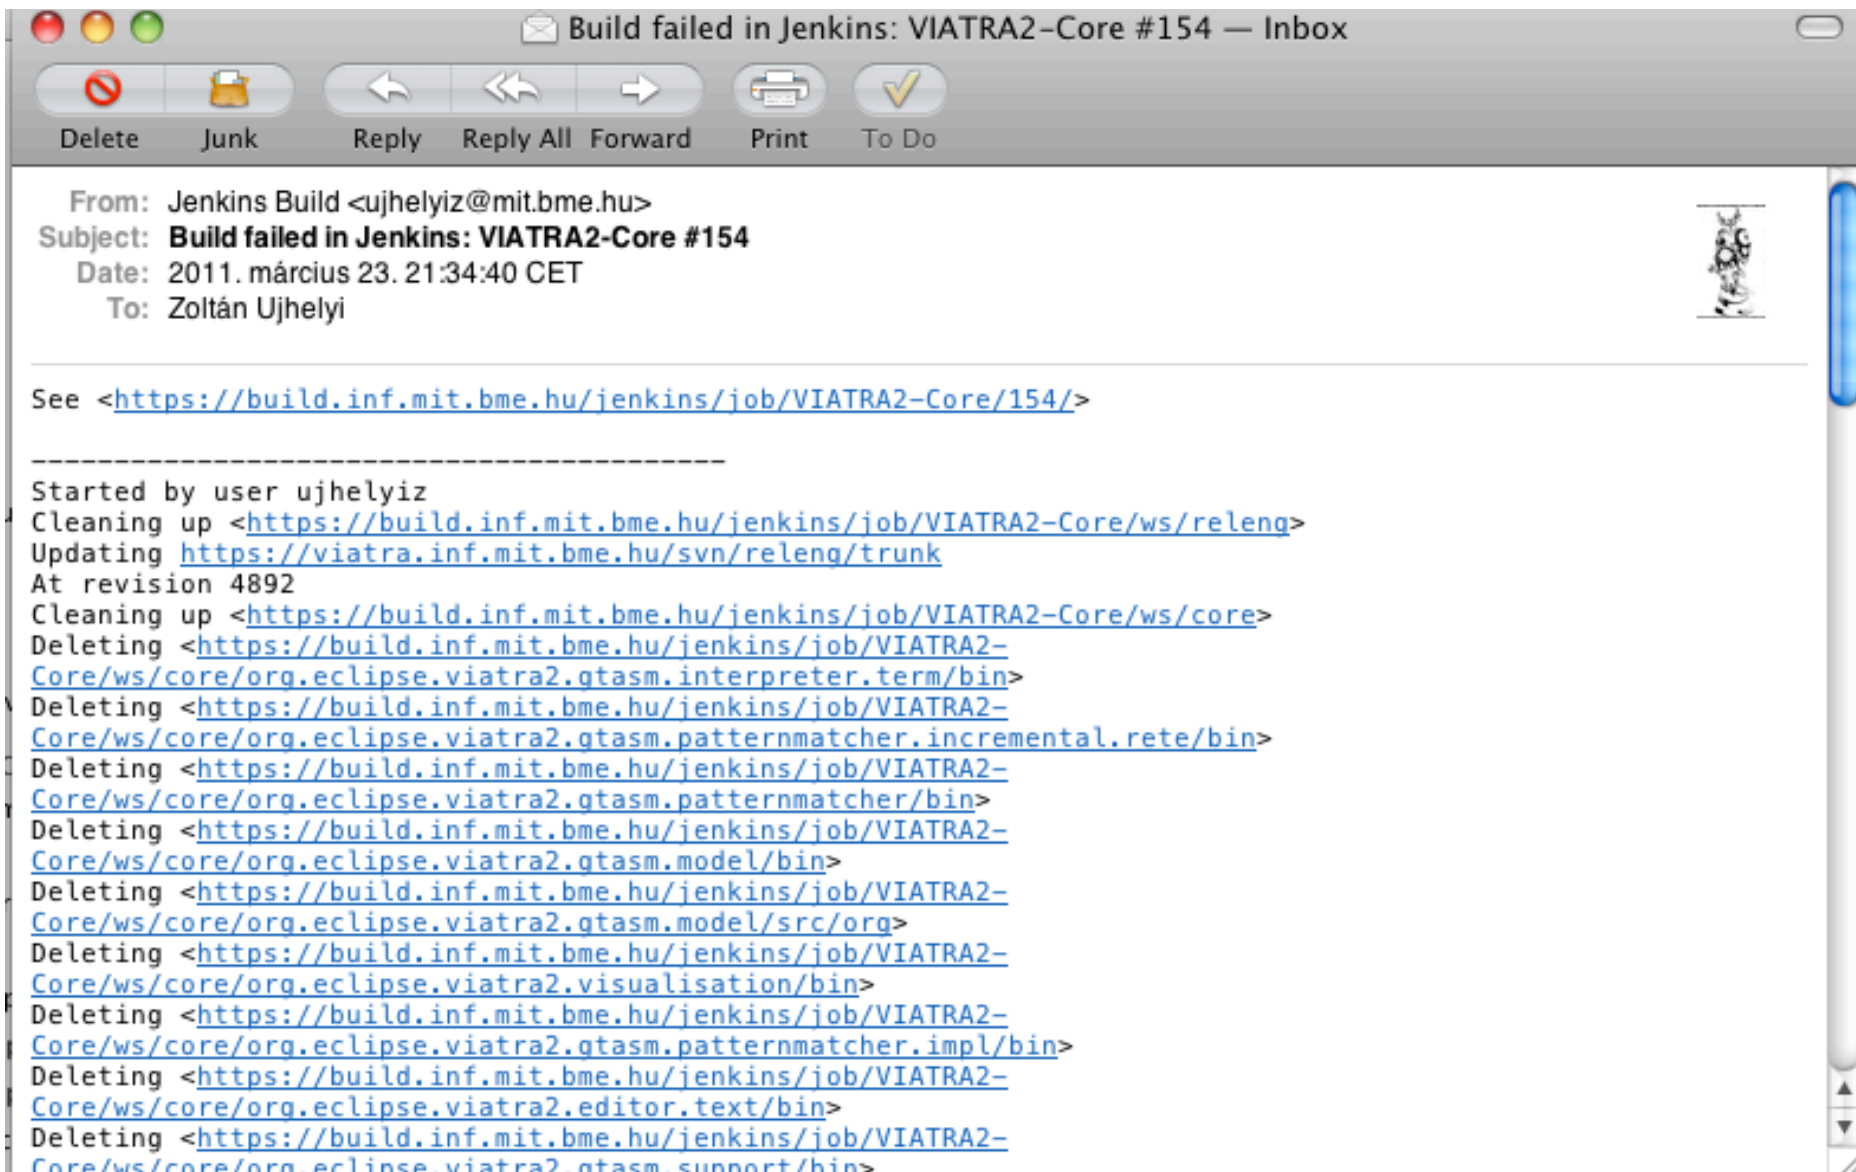 Build failed in Jenkins: VIATRA2-Core #154 — Inbox
Delete Junk Reply Reply All Forward Print To Do
From: Jenkins Build <ujhelyiz@mit.bme.hu>
Subject: Build failed in Jenkins: VIATRA2-Core #154
Date: 2011. március 23. 21:34:40 CET
To: Zoltán Ujhelyi
See <https://build.inf.mit.bme.hu/jenkins/job/VIATRA2-Core/154/>
------------------------------------------
Started by user ujhelyiz
Cleaning up <https://build.inf.mit.bme.hu/jenkins/job/VIATRA2-Core/ws/releng>
Updating https://viatra.inf.mit.bme.hu/svn/releng/trunk
At revision 4892
Cleaning up <https://build.inf.mit.bme.hu/jenkins/job/VIATRA2-Core/ws/core>
Deleting <https://build.inf.mit.bme.hu/jenkins/job/VIATRA2-
Core/ws/core/org.eclipse.viatra2.gtasm.interpreter.term/bin>
Deleting <https://build.inf.mit.bme.hu/jenkins/job/VIATRA2-
Core/ws/core/org.eclipse.viatra2.gtasm.patternmatcher.incremental.rete/bin>
Deleting <https://build.inf.mit.bme.hu/jenkins/job/VIATRA2-
Core/ws/core/org.eclipse.viatra2.gtasm.patternmatcher/bin>
Deleting <https://build.inf.mit.bme.hu/jenkins/job/VIATRA2-
Core/ws/core/org.eclipse.viatra2.gtasm.model/bin>
Deleting <https://build.inf.mit.bme.hu/jenkins/job/VIATRA2-
Core/ws/core/org.eclipse.viatra2.gtasm.model/src/org>
Deleting <https://build.inf.mit.bme.hu/jenkins/job/VIATRA2-
Core/ws/core/org.eclipse.viatra2.visualisation/bin>
Deleting <https://build.inf.mit.bme.hu/jenkins/job/VIATRA2-
Core/ws/core/org.eclipse.viatra2.gtasm.patternmatcher.impl/bin>
Deleting <https://build.inf.mit.bme.hu/jenkins/job/VIATRA2-
Core/ws/core/org.eclipse.viatra2.editor.text/bin>
Deleting <https://build.inf.mit.bme.hu/jenkins/job/VIATRA2-
Core/ws/core/org.eclipse.viatra2.gtasm.support/bin>